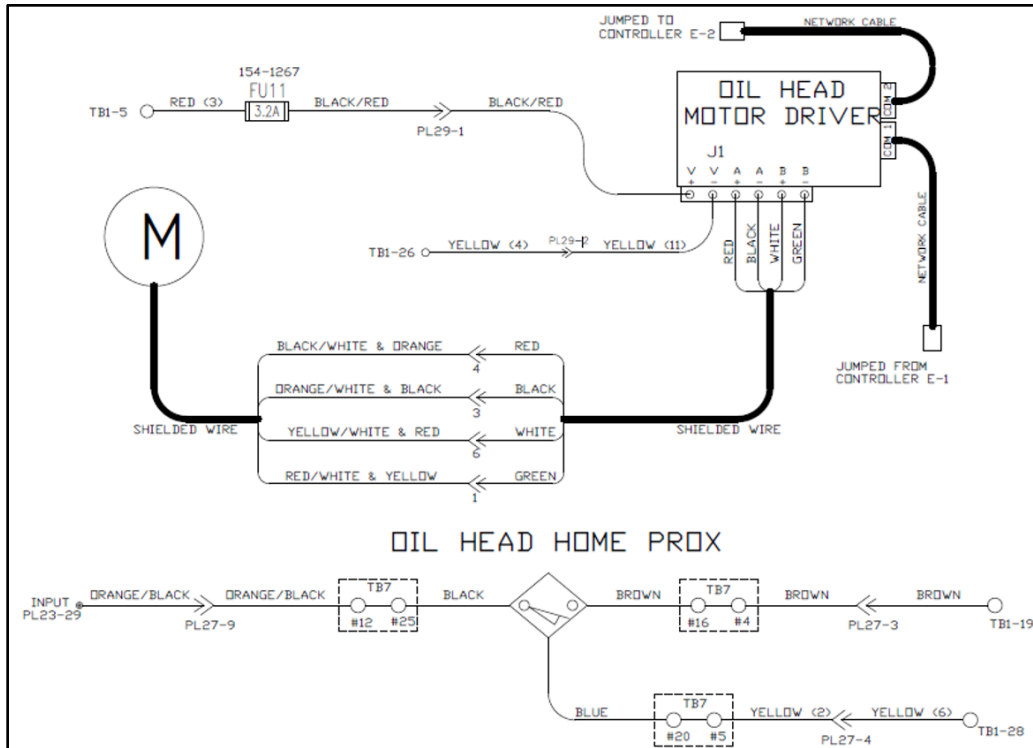 JUMPED TO
CONTROLLER E-2
NETWORK CABLE
154-1267
FU11
3.2A
TB1-5
RED (3)
BLACK/RED
PL29-1
BLACK/RED
OIL HEAD
MOTOR DRIVER
COM 2
COM 1
J1
V V A A B B
+ - + - + -
M
TB1-26
YELLOW (4)
PL29-2
YELLOW (11)
RED
BLACK
WHITE
GREEN
NETWORK CABLE
JUMPED FROM
CONTROLLER E-1
BLACK/WHITE & ORANGE
RED
4
ORANGE/WHITE & BLACK
BLACK
3
SHIELDED WIRE
YELLOW/WHITE & RED
WHITE
6
SHIELDED WIRE
RED/WHITE & YELLOW
GREEN
1
OIL HEAD HOME PROX
INPUT
PL23-29
ORANGE/BLACK
PL27-9
ORANGE/BLACK
TB7
#12 #25
BLACK
BROWN
TB7
#16 #4
BROWN
PL27-3
BROWN
TB1-19
BLUE
TB7
#20 #5
YELLOW (2)
PL27-4
YELLOW (6)
TB1-28